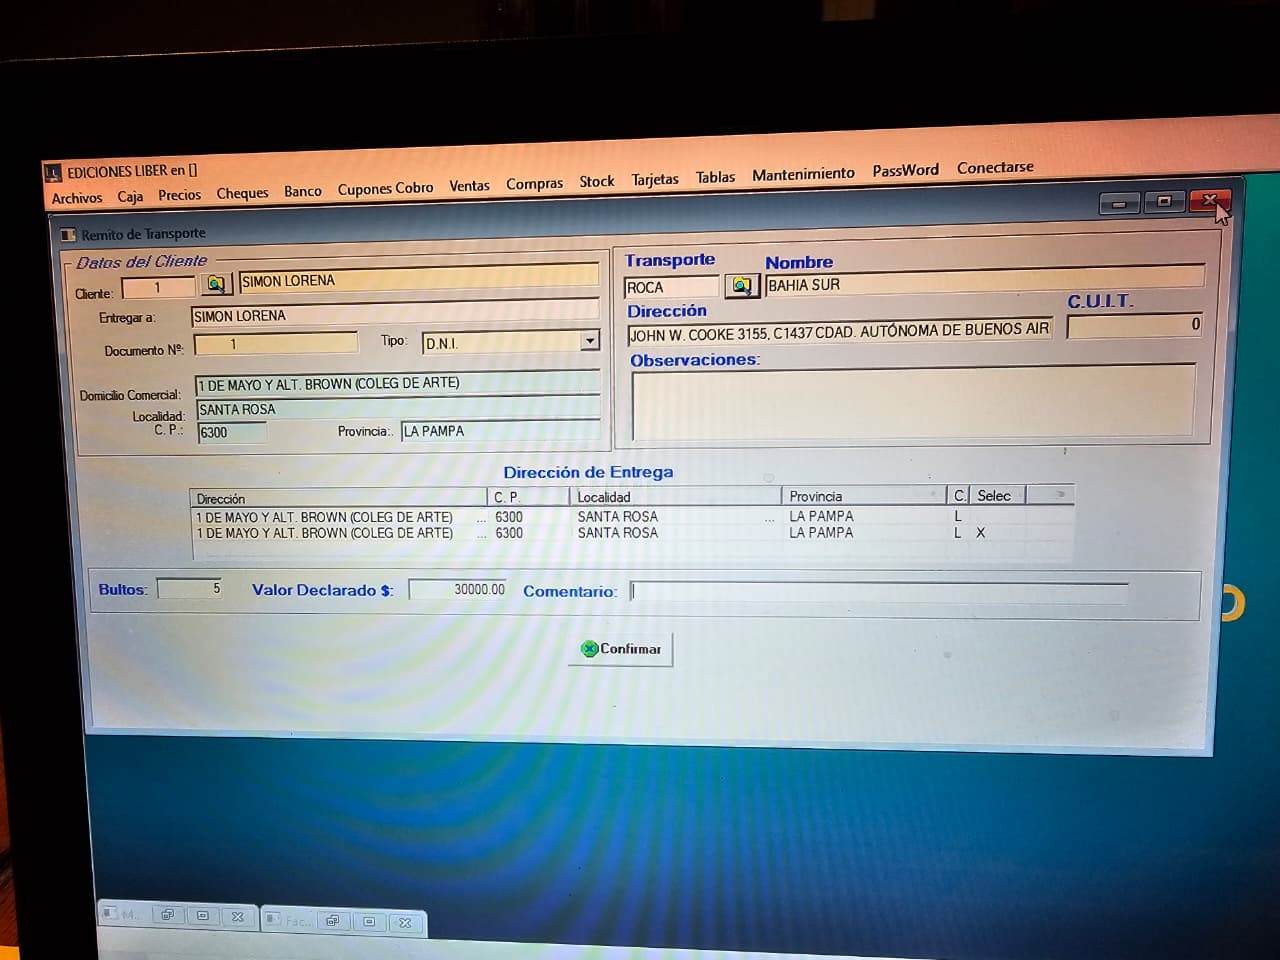 EDICIONES LIBER en []
Archivos Caja Precios Cheques Banco Cupones Cobro Ventas Compras Stock Tarjetas Tablas Mantenimiento PassWord Conectarse
Remito de Transporte
Datos del Cliente
Cliente: 1 SIMON LORENA
Entregar a: SIMON LORENA
Documento Nº: 1 Tipo: D.N.I.
Domicilio Comercial: 1 DE MAYO Y ALT. BROWN (COLEG DE ARTE)
Localidad: SANTA ROSA
C. P.: 6300 Provincia:. LA PAMPA
Transporte Nombre
ROCA BAHIA SUR
Dirección C.U.I.T.
JOHN W. COOKE 3155, C1437 CDAD. AUTÓNOMA DE BUENOS AIR 0
Observaciones:
Dirección de Entrega
Dirección C. P. Localidad Provincia C. Selec
1 DE MAYO Y ALT. BROWN (COLEG DE ARTE) ... 6300 SANTA ROSA ... LA PAMPA L
1 DE MAYO Y ALT. BROWN (COLEG DE ARTE) ... 6300 SANTA ROSA LA PAMPA L X
Bultos: 5 Valor Declarado $: 30000.00 Comentario:
Confirmar
M... Fac...